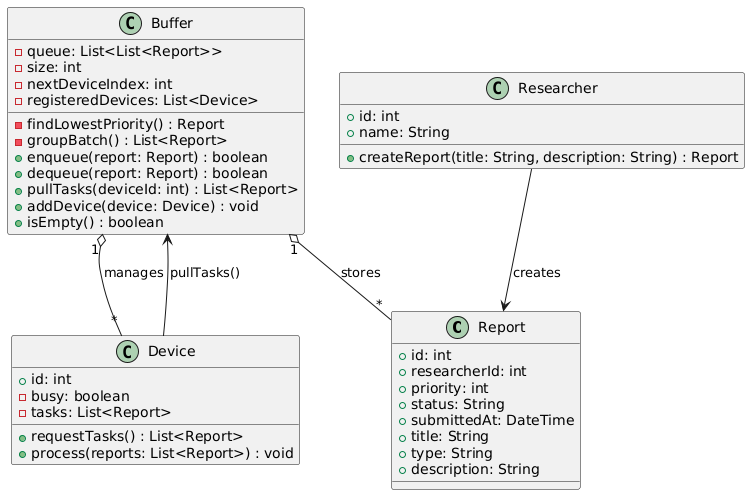 C Buffer
queue: List<List<Report>>
size: int
nextDeviceIndex: int
registeredDevices: List<Device>
findLowestPriority() : Report
groupBatch() : List<Report>
enqueue(report: Report) : boolean
dequeue(report: Report) : boolean
pullTasks(deviceId: int) : List<Report>
addDevice(device: Device) : void
isEmpty() : boolean
C Researcher
id: int
name: String
createReport(title: String, description: String) : Report
1
1
manages
pullTasks()
stores
creates
*
*
C Device
id: int
busy: boolean
tasks: List<Report>
requestTasks() : List<Report>
process(reports: List<Report>) : void
C Report
id: int
researcherId: int
priority: int
status: String
submittedAt: DateTime
title: String
type: String
description: String